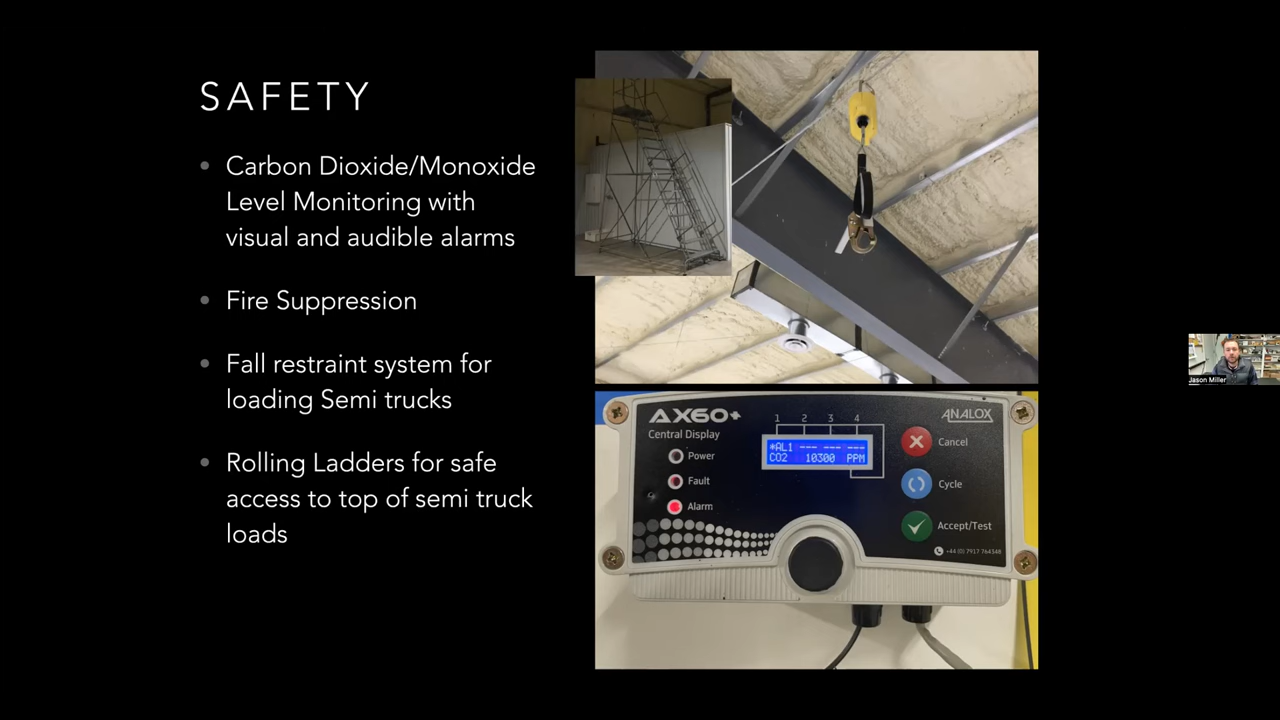 SAFETY
• Carbon Dioxide/Monoxide
Level Monitoring with
visual and audible alarms
• Fire Suppression
• Fall restraint system for
loading Semi trucks
• Rolling Ladders for safe
access to top of semi truck
loads
AX60+
Central Display
Power
Fault
Alarm
1 2 3 4
*AL1 --- --- ---
CO2 10300 PPM
ANALOX
Cancel
Cycle
Accept/Test
+44 (0) 7917 764348
Jason Miller